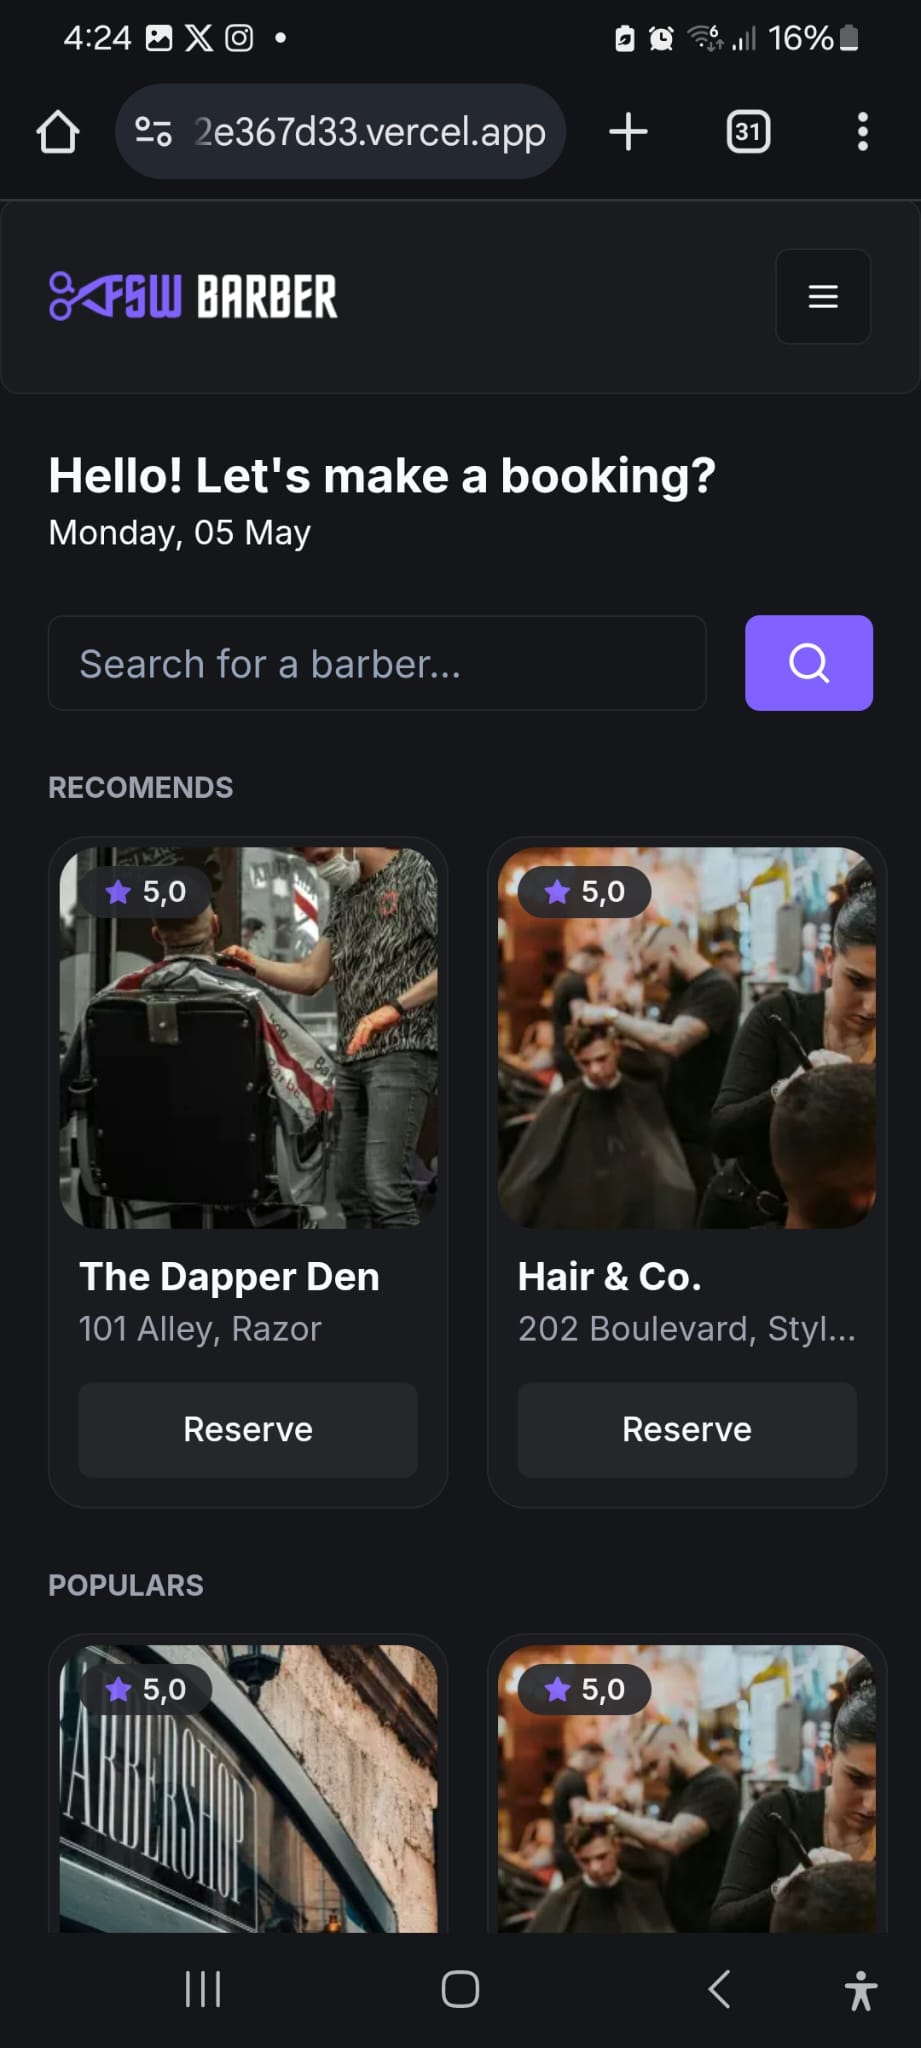 4:24
6
16%
2e367d33.vercel.app
31
FSW BARBER
Hello! Let's make a booking?
Monday, 05 May
Search for a barber...
RECOMENDS
5,0
5,0
The Dapper Den
Hair & Co.
101 Alley, Razor
202 Boulevard, Styl...
Reserve
Reserve
POPULARS
5,0
5,0
ARBERSHOP